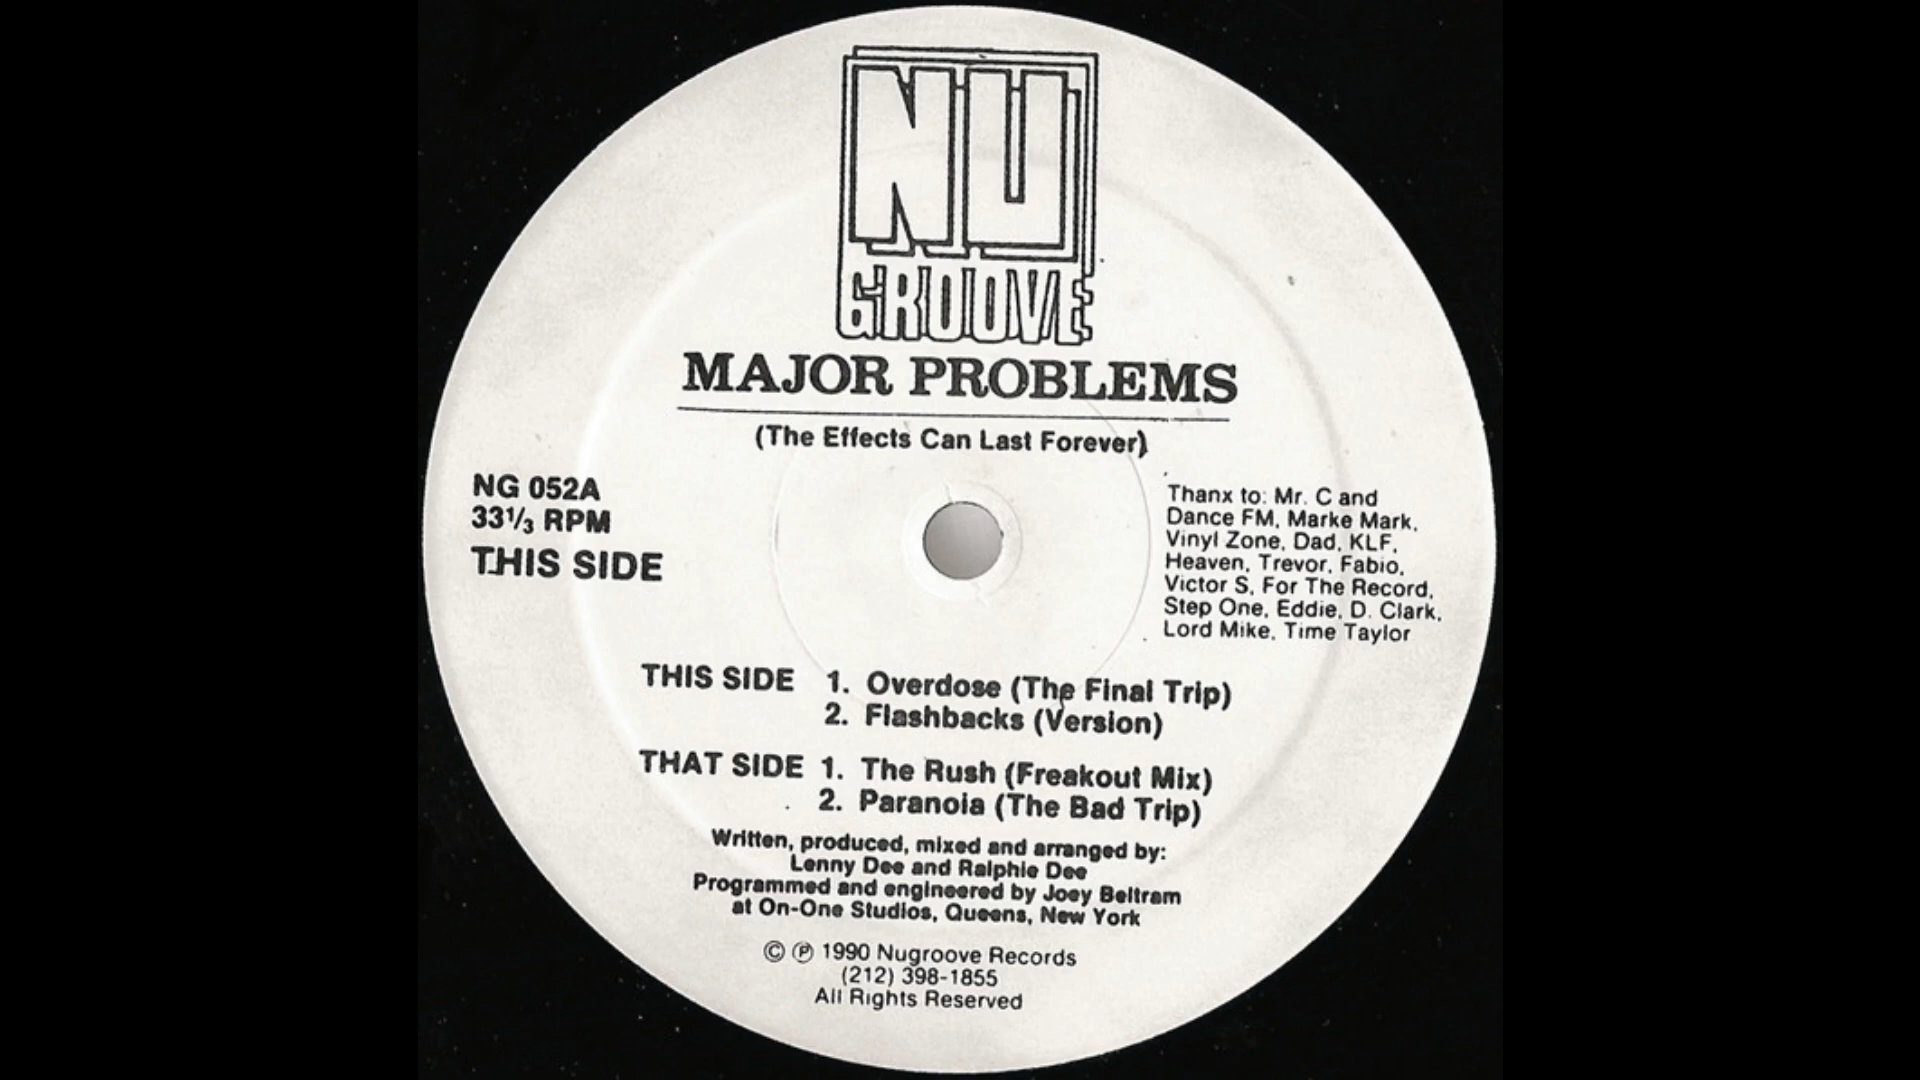 NU
GROOVE
MAJOR PROBLEMS
(The Effects Can Last Forever)
NG 052A
33⅓ RPM
THIS SIDE
Thanx to: Mr. C and
Dance FM, Marke Mark,
Vinyl Zone, Dad, KLF,
Heaven, Trevor, Fabio,
Victor S, For The Record,
Step One, Eddie, D. Clark,
Lord Mike, Time Taylor
THIS SIDE 1. Overdose (The Final Trip)
2. Flashbacks (Version)
THAT SIDE 1. The Rush (Freakout Mix)
2. Paranoia (The Bad Trip)
Written, produced, mixed and arranged by:
Lenny Dee and Ralphie Dee
Programmed and engineered by Joey Beltram
at On-One Studios, Queens, New York
© ℗ 1990 Nugroove Records
(212) 398-1855
All Rights Reserved